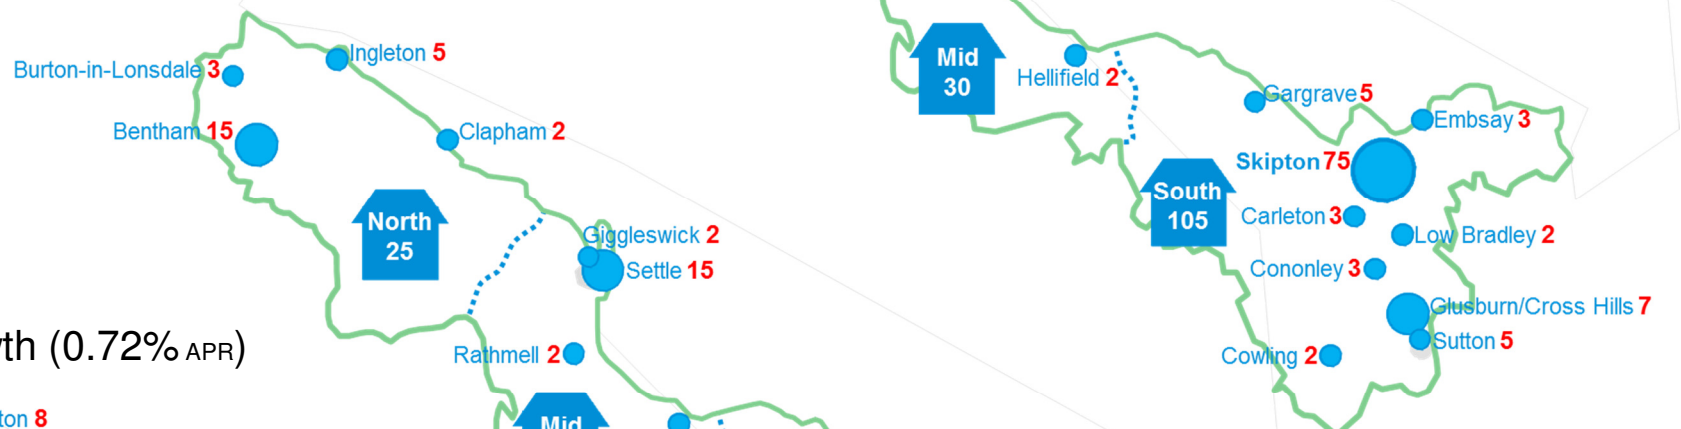 Ingleton 5
Burton-in-Lonsdale 3
Bentham 15
Clapham 2
North
25
Giggleswick 2
Settle 15
wth (0.72% APR)
Rathmell 2
Mid
ton 8
Mid
30
Hellifield 2
Gargrave 5
Embsay 3
Skipton 75
South
105
Carleton 3
Low Bradley 2
Cononley 3
Glusburn/Cross Hills 7
Sutton 5
Cowling 2